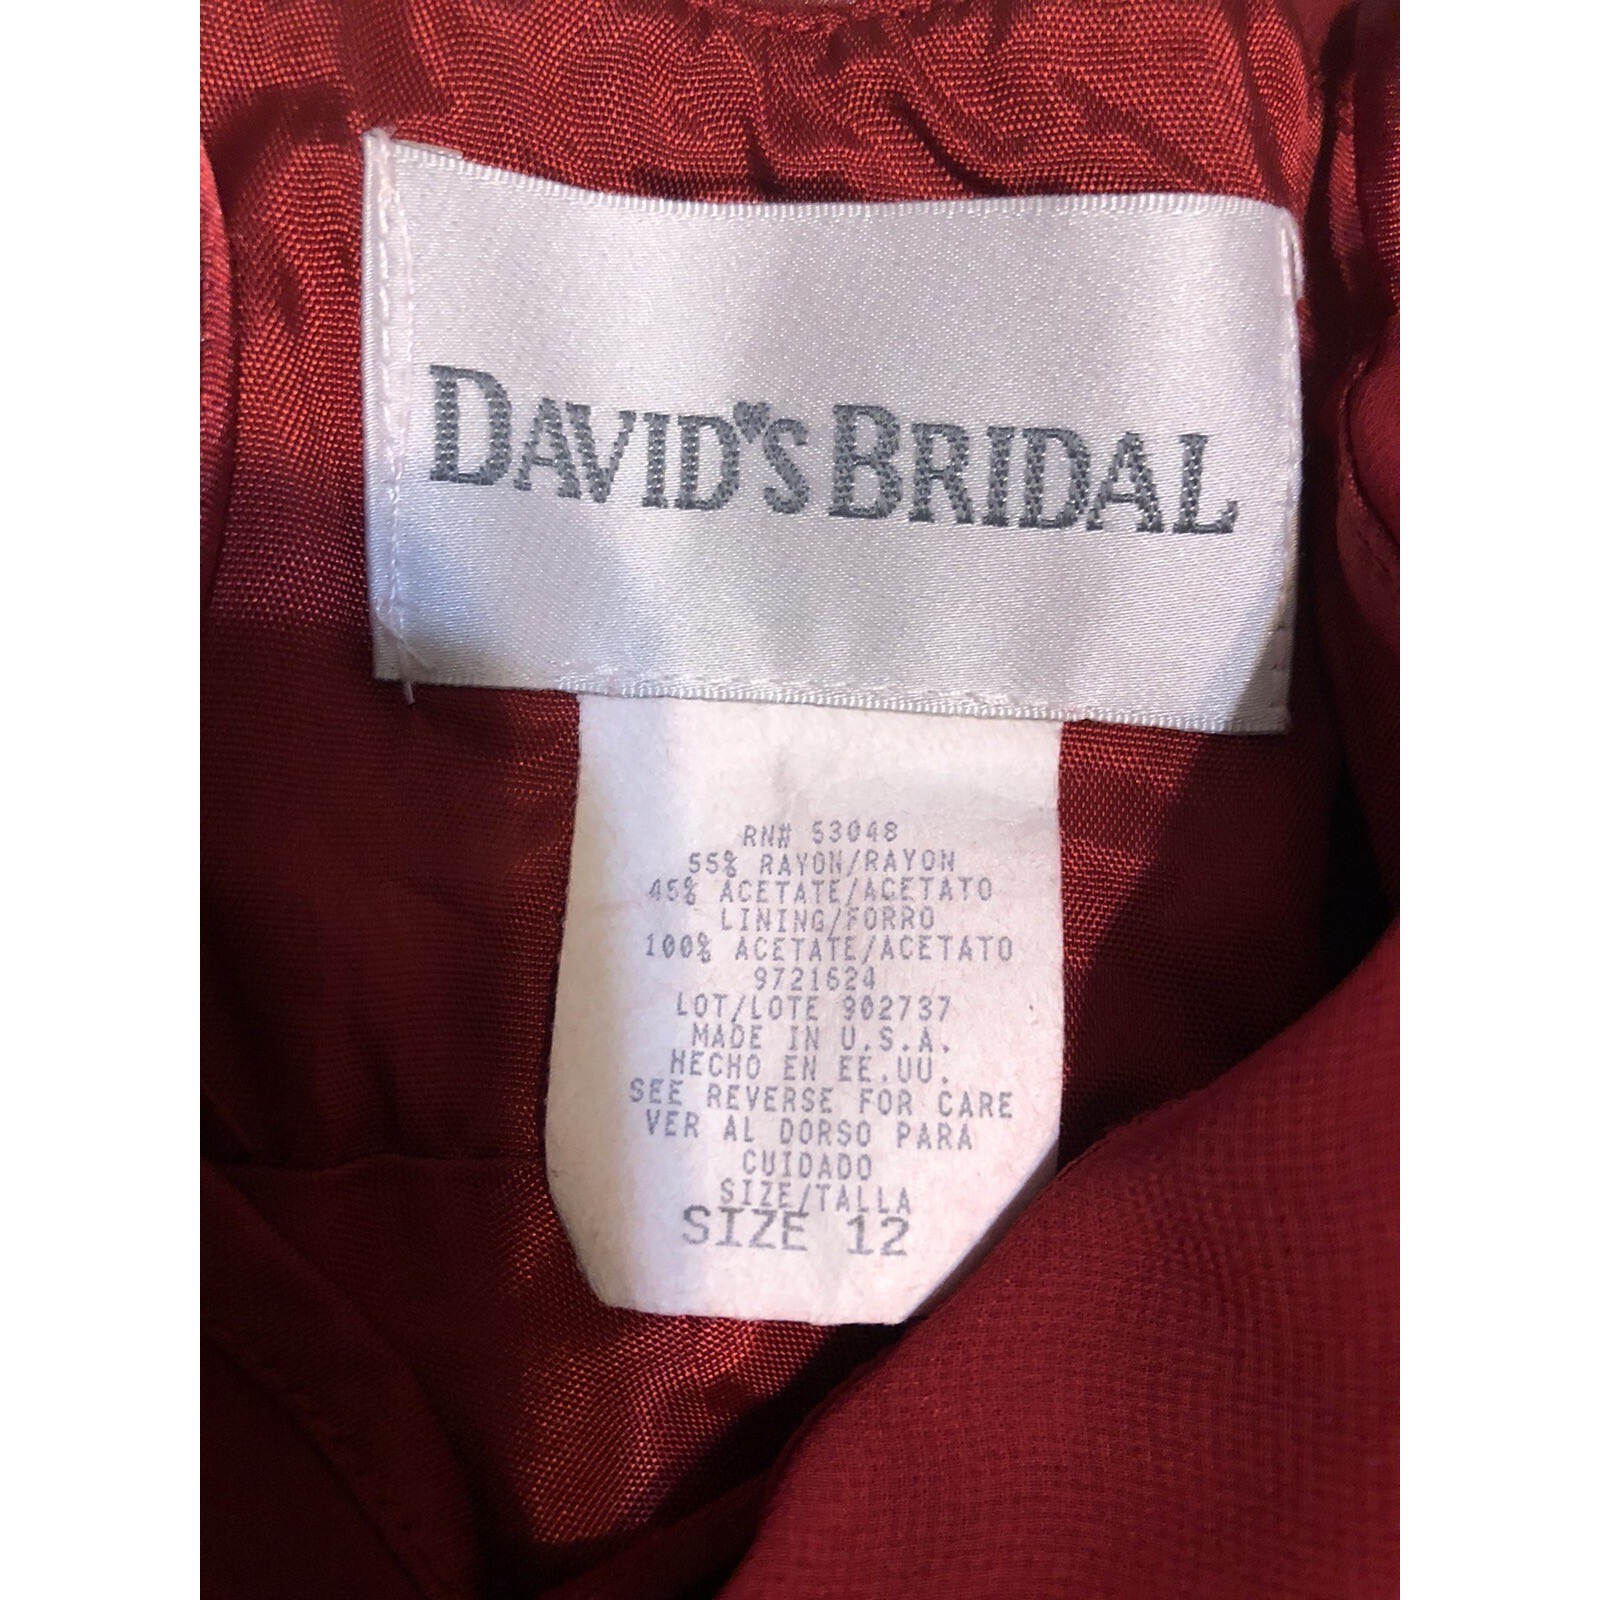 DAVID'S BRIDAL
RN# 53048
55% RAYON/RAYON
45% ACETATE/ACETATO
LINING/FORRO
100% ACETATE/ACETATO
9721624
LOT/LOTE 902737
MADE IN U.S.A.
HECHO EN EE.UU.
SEE REVERSE FOR CARE
VER AL DORSO PARA
CUIDADO
SIZE/TALLA
SIZE 12